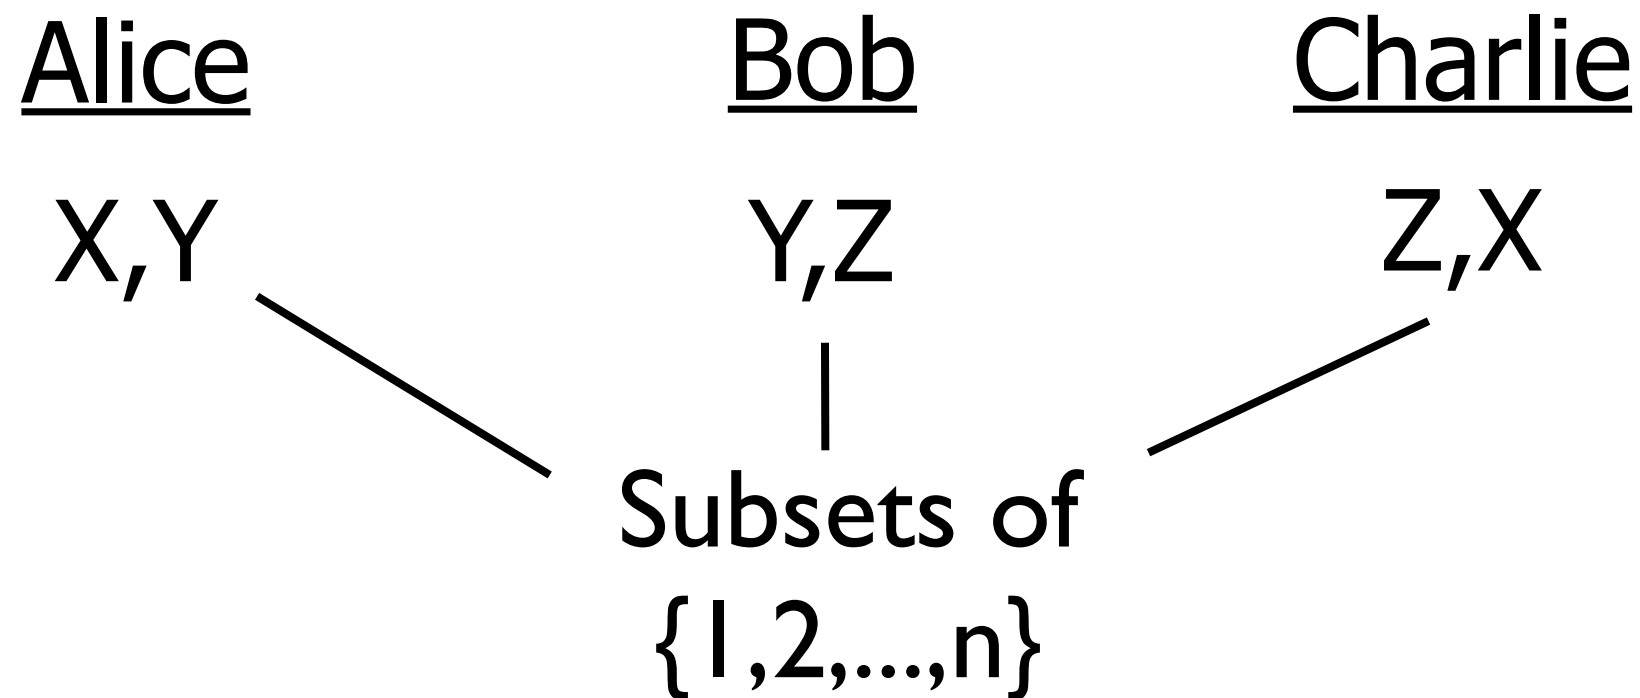 Alice Bob Charlie
X,Y Y,Z Z,X
Subsets of
{1,2,...,n}